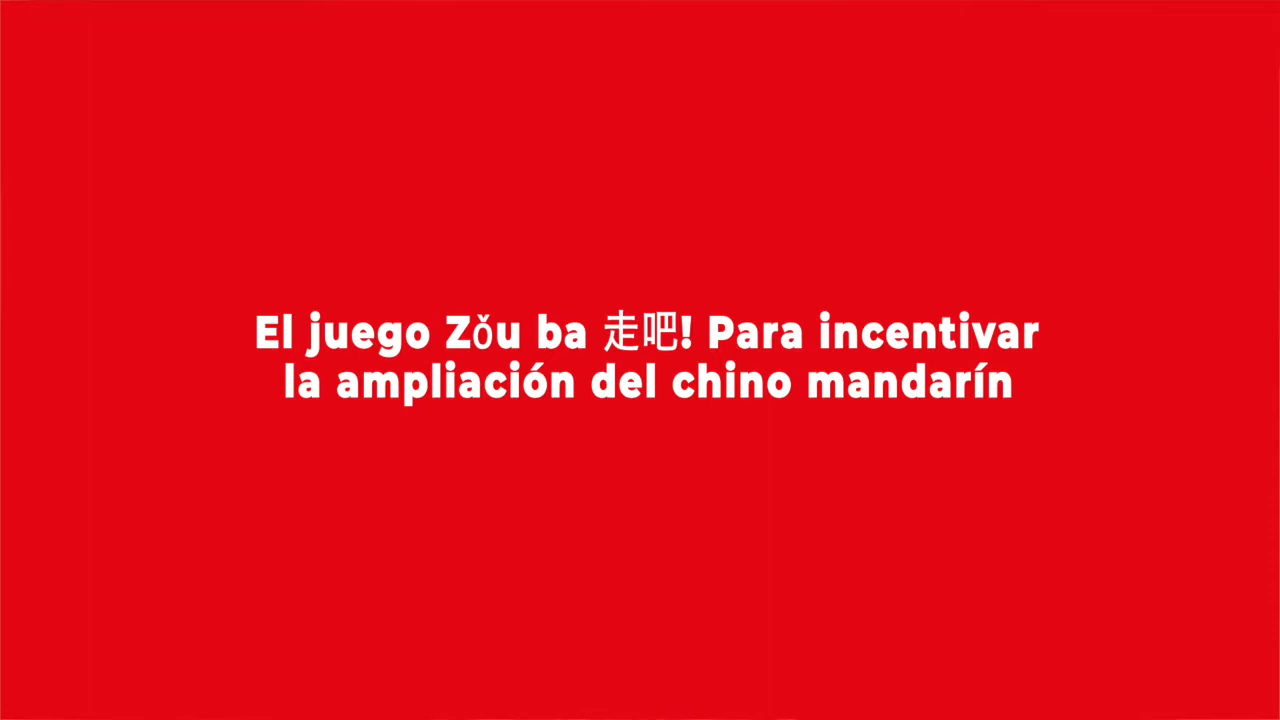 El juego Zǒu ba 走吧! Para incentivar
la ampliación del chino mandarín